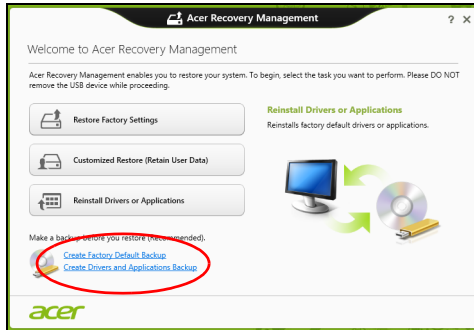 Acer Recovery Management
? X
Welcome to Acer Recovery Management
Acer Recovery Management enables you to restore your system. To begin, select the task you want to perform. Please DO NOT
remove the USB device while proceeding.
Restore Factory Settings
Customized Restore (Retain User Data)
Reinstall Drivers or Applications
Reinstall Drivers or Applications
Reinstalls factory default drivers or applications.
Make a backup before you restore (Recommended).
Create Factory Default Backup
Create Drivers and Applications Backup
acer